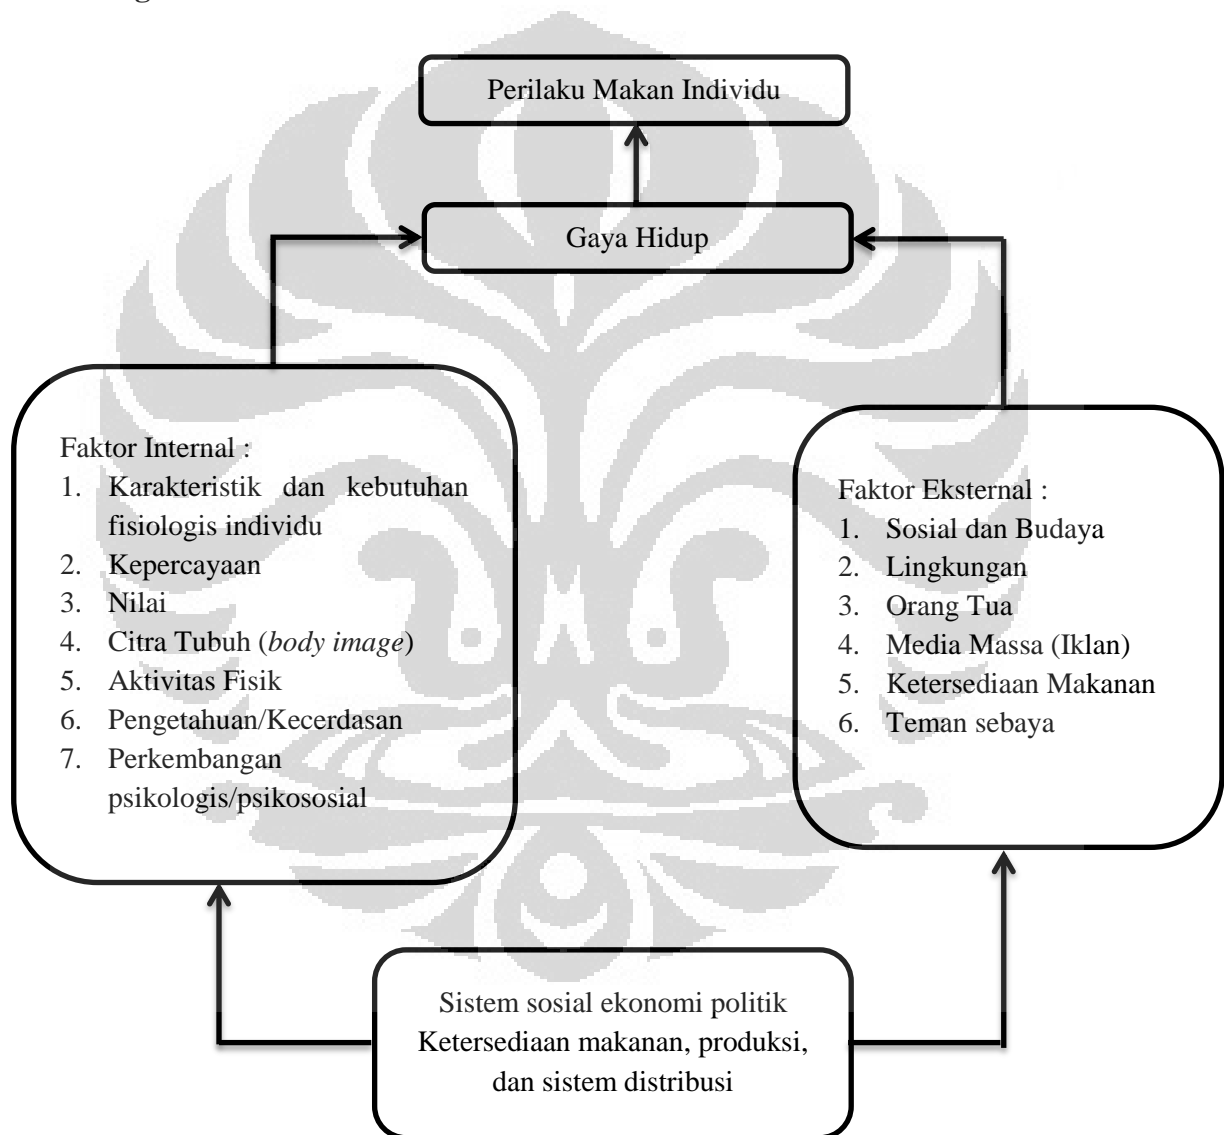 Perilaku Makan Individu
Gaya Hidup
Faktor Internal :
1. Karakteristik dan kebutuhan
fisiologis individu
2. Kepercayaan
3. Nilai
4. Citra Tubuh (body image)
5. Aktivitas Fisik
6. Pengetahuan/Kecerdasan
7. Perkembangan
psikologis/psikososial
Faktor Eksternal :
1. Sosial dan Budaya
2. Lingkungan
3. Orang Tua
4. Media Massa (Iklan)
5. Ketersediaan Makanan
6. Teman sebaya
Sistem sosial ekonomi politik
Ketersediaan makanan, produksi,
dan sistem distribusi